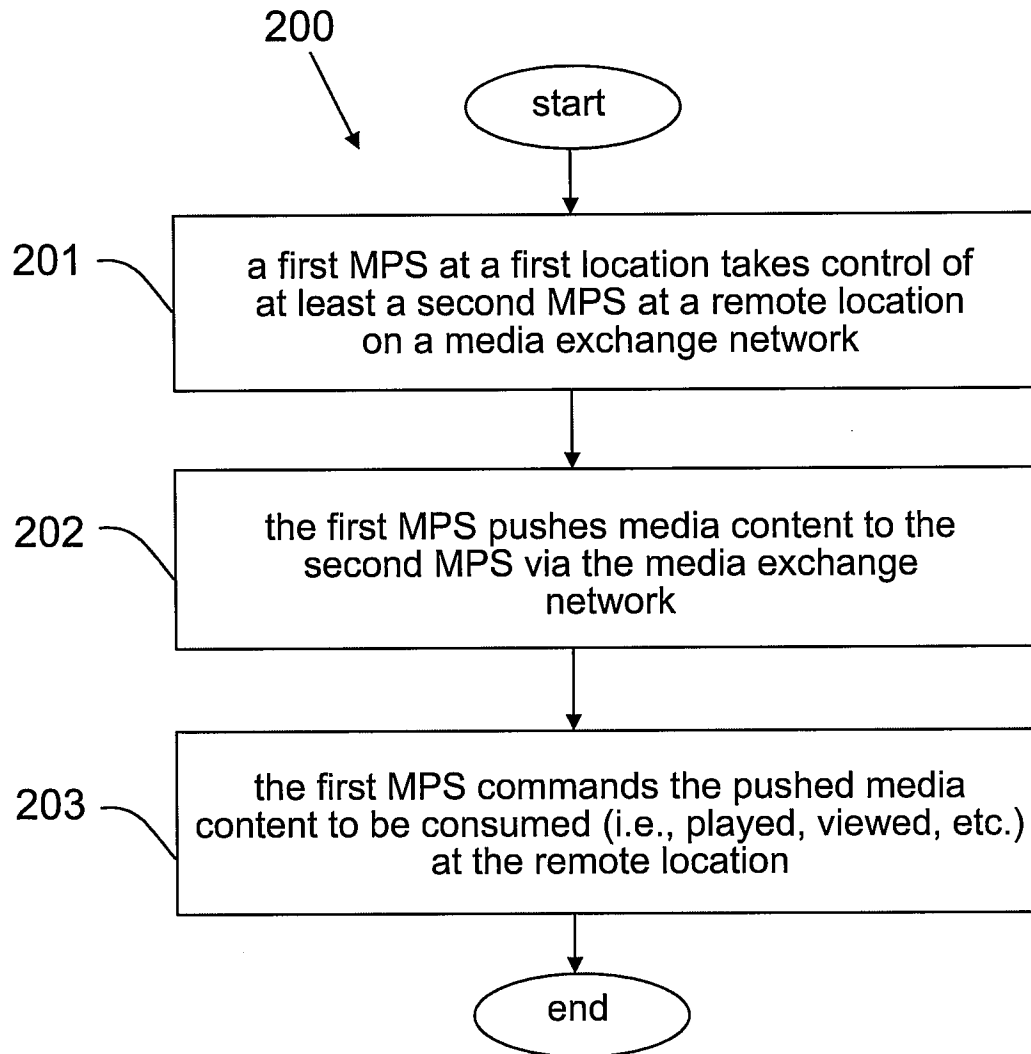 200
start
201
a first MPS at a first location takes control of
at least a second MPS at a remote location
on a media exchange network
202
the first MPS pushes media content to the
second MPS via the media exchange
network
203
the first MPS commands the pushed media
content to be consumed (i.e., played, viewed, etc.)
at the remote location
end